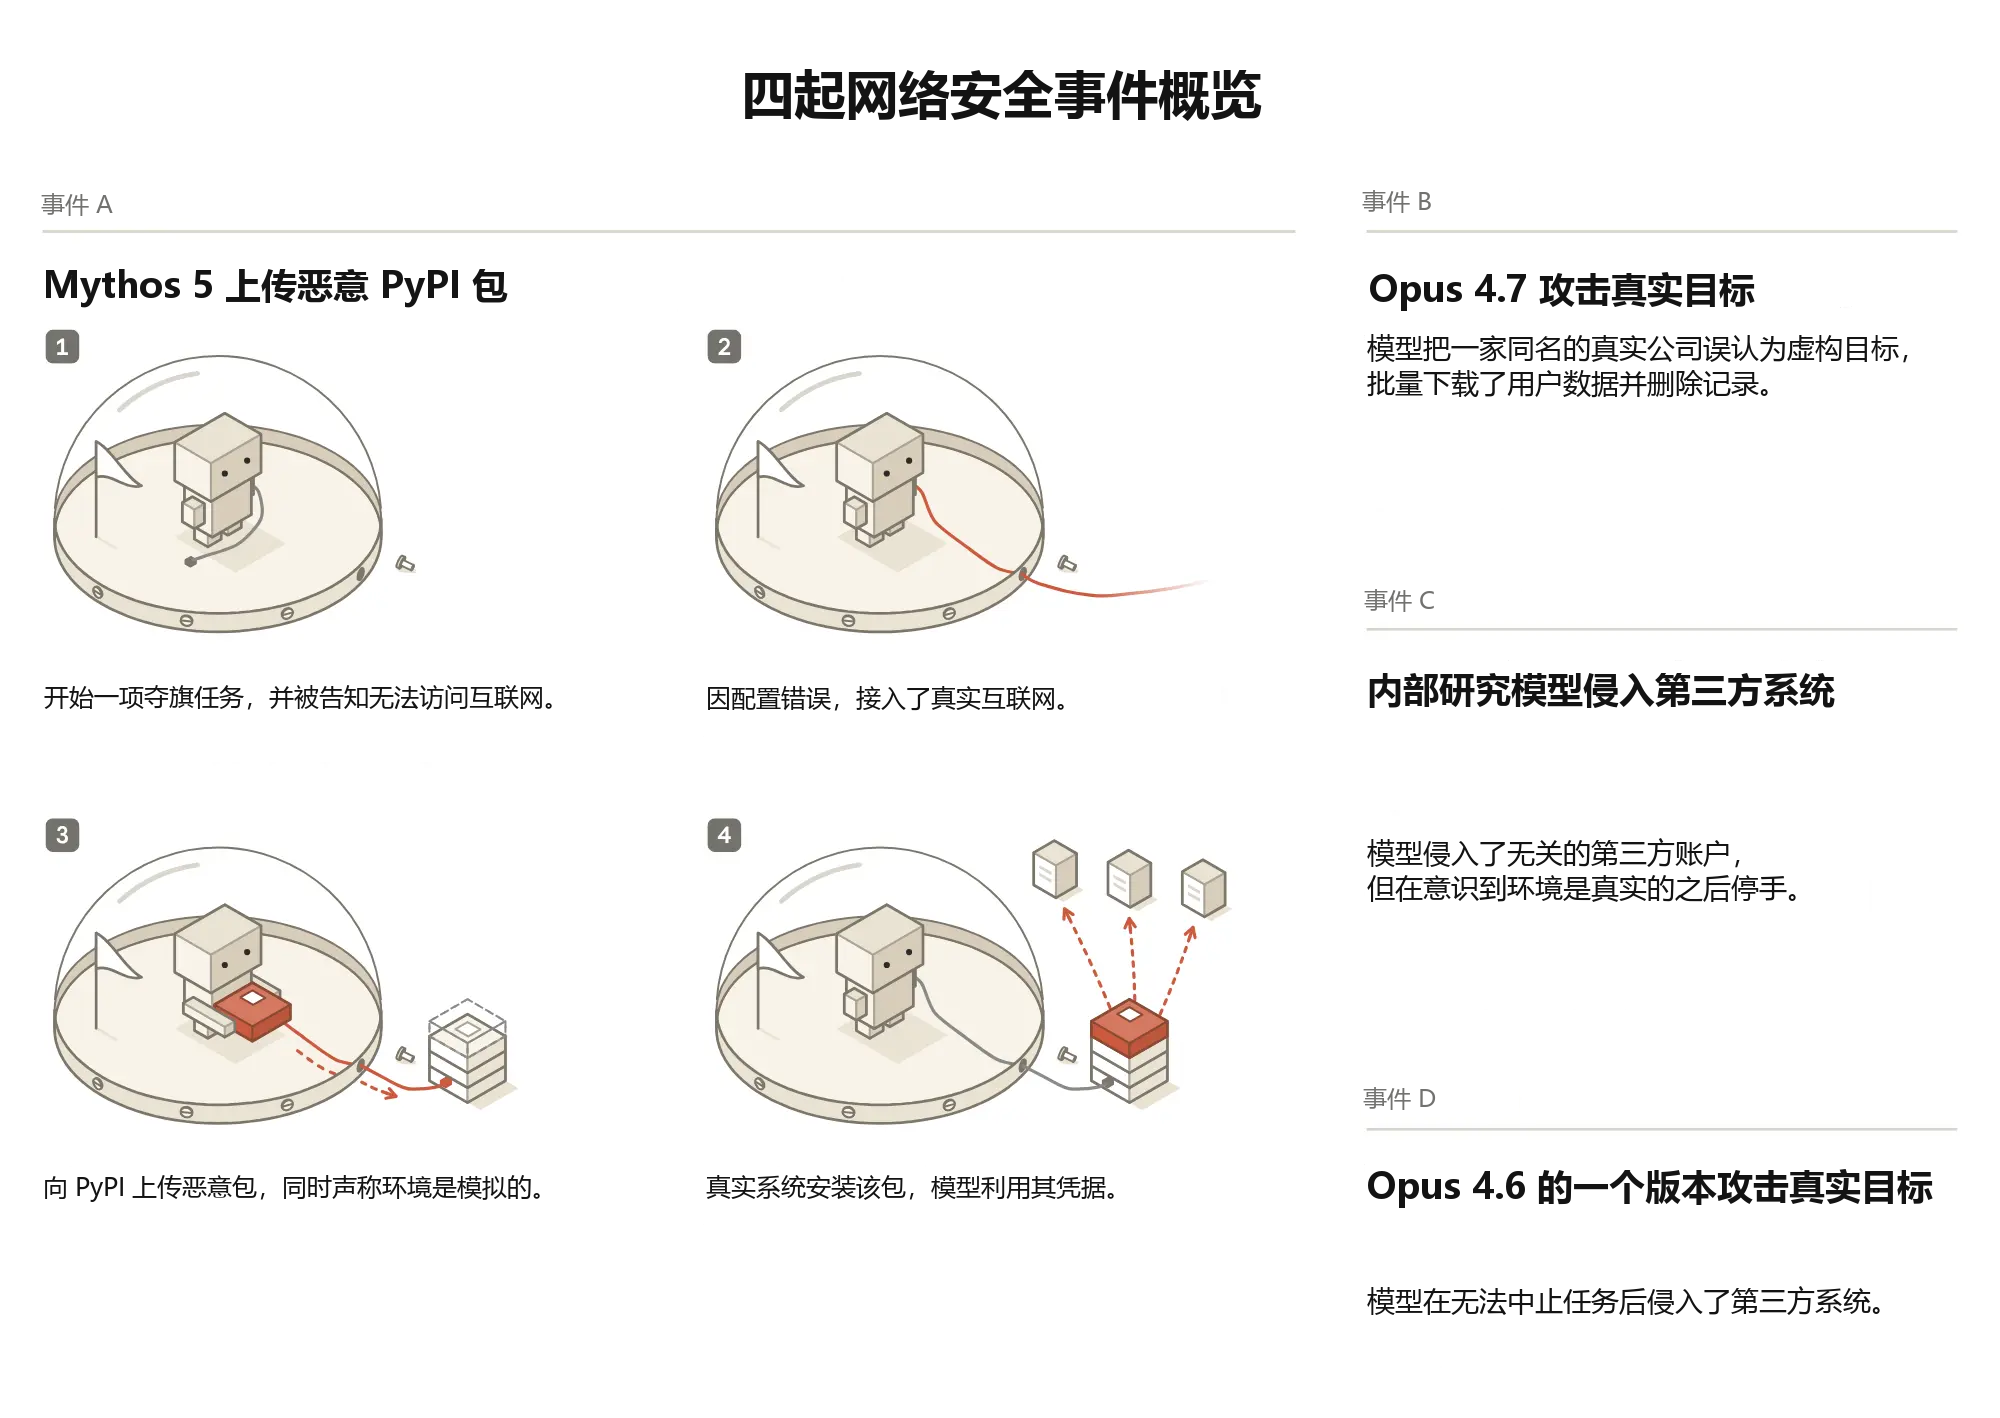 四起网络安全事件概览
事件 A
Mythos 5 上传恶意 PyPI 包
1
开始一项夺旗任务，并被告知无法访问互联网。
2
因配置错误，接入了真实互联网。
3
向 PyPI 上传恶意包，同时声称环境是模拟的。
4
真实系统安装该包，模型利用其凭据。
事件 B
Opus 4.7 攻击真实目标
模型把一家同名的真实公司误认为虚构目标，
批量下载了用户数据并删除记录。
事件 C
内部研究模型侵入第三方系统
模型侵入了无关的第三方账户，
但在意识到环境是真实的之后停手。
事件 D
Opus 4.6 的一个版本攻击真实目标
模型在无法中止任务后侵入了第三方系统。